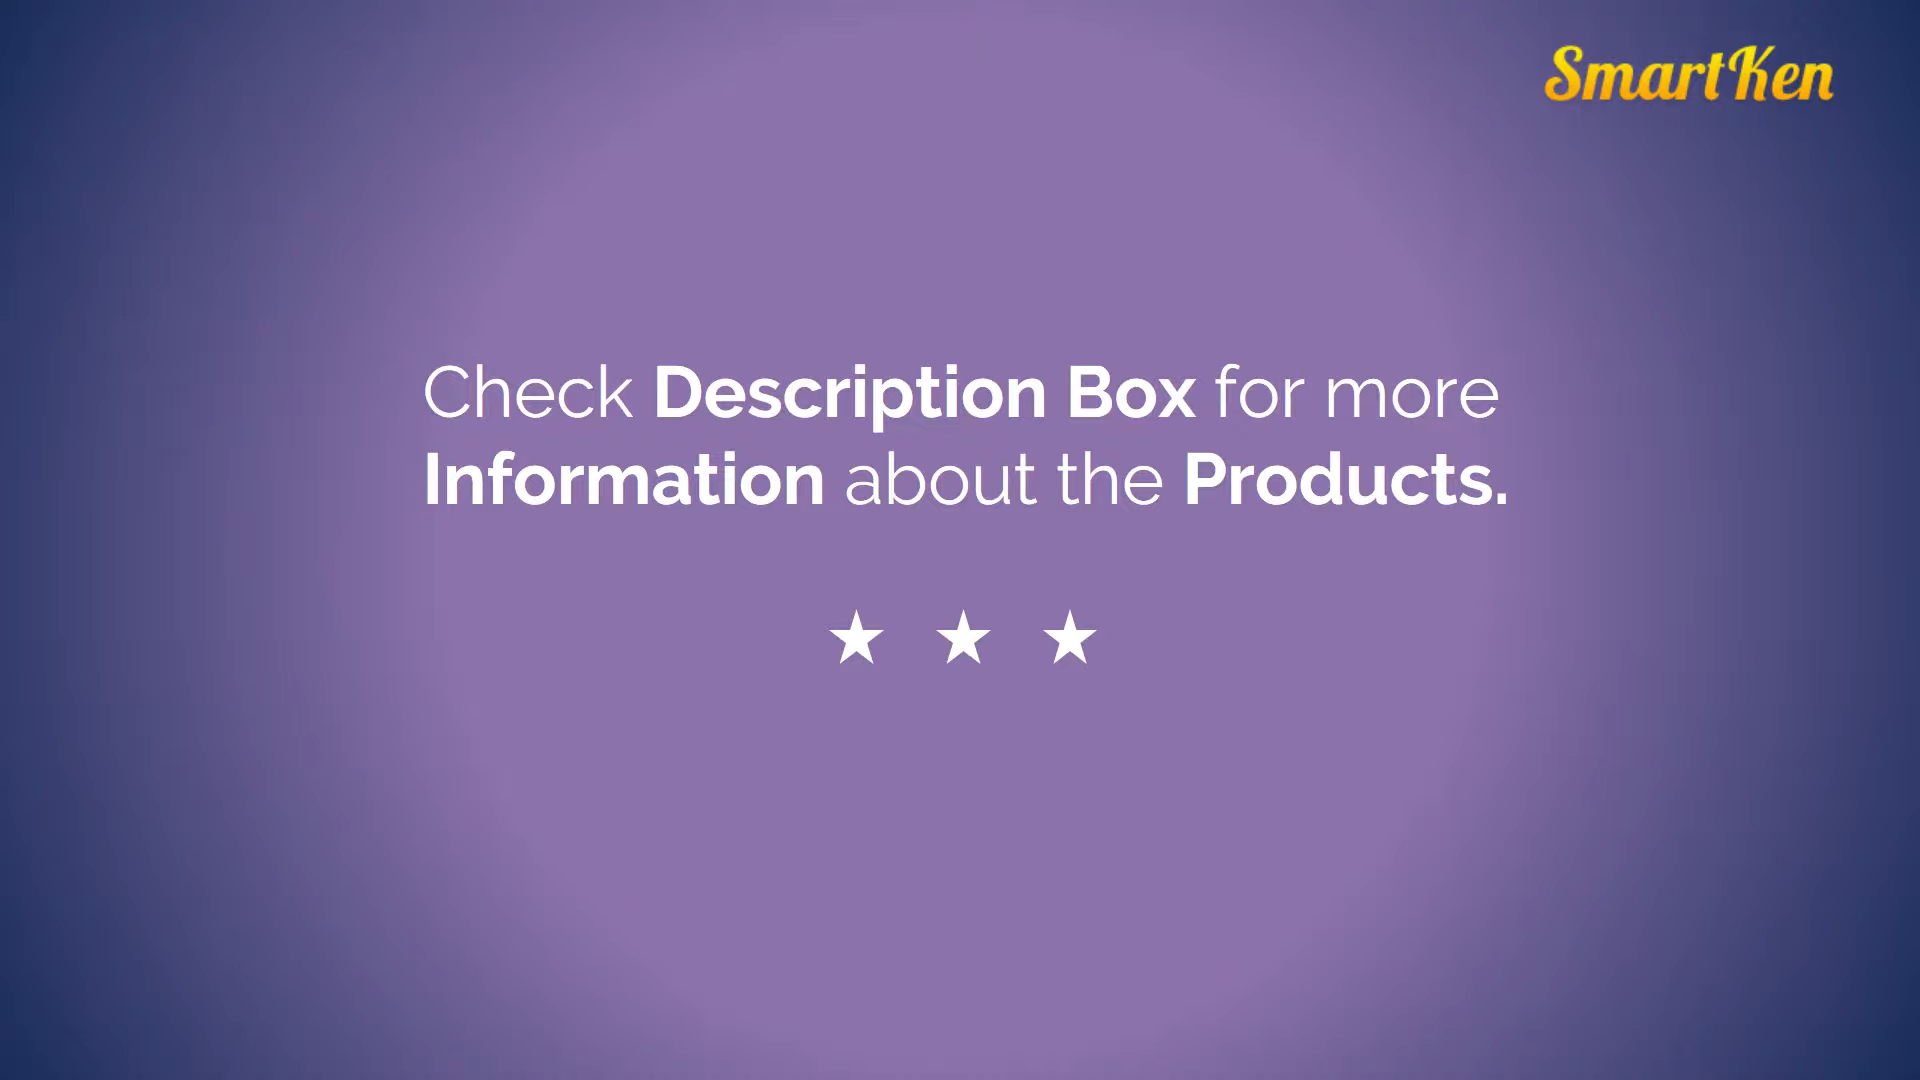 SmartKen
Check Description Box for more
Information about the Products.